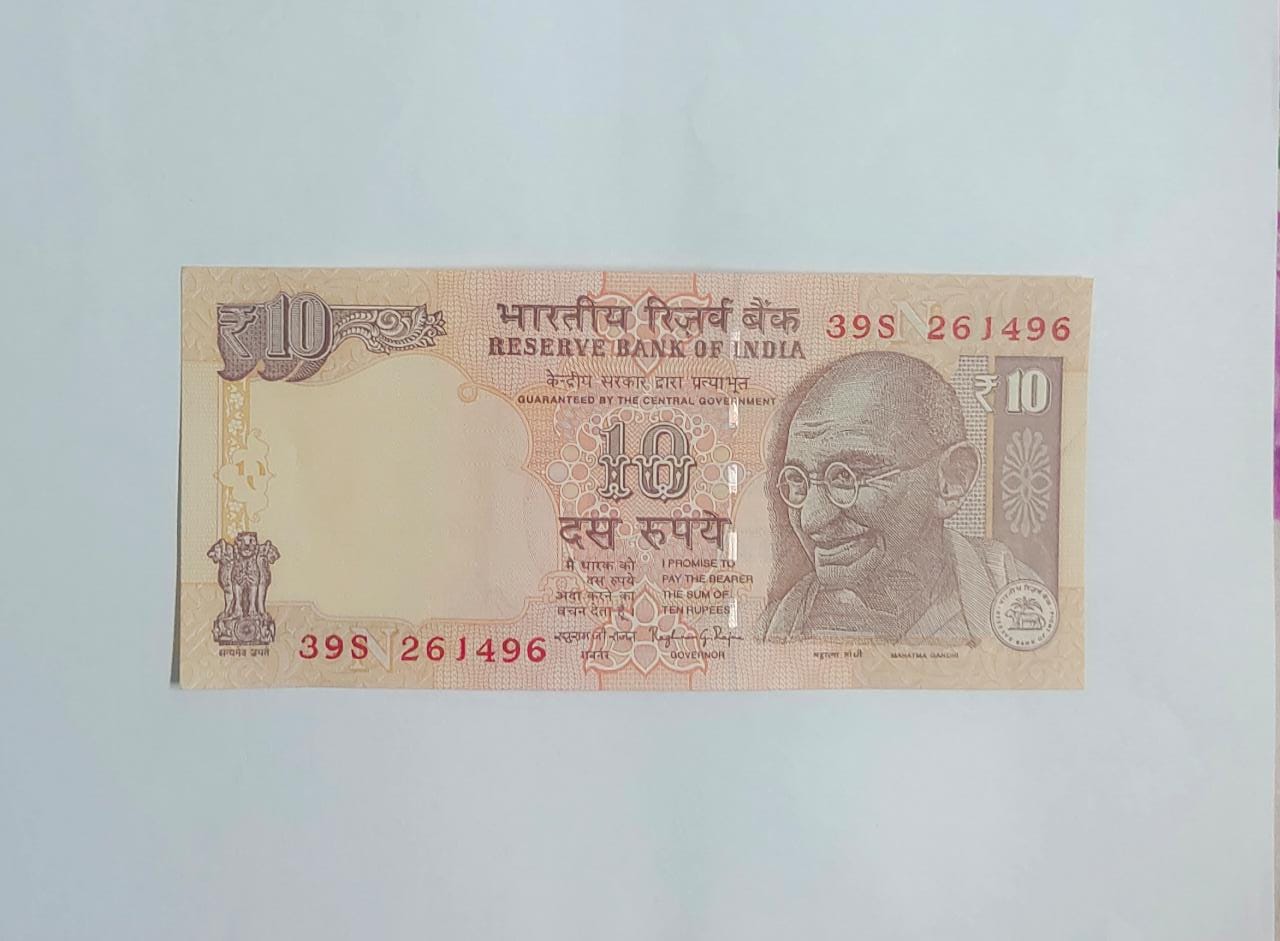 ₹10
भारतीय रिज़र्व बैंक
RESERVE BANK OF INDIA
39S 261496
केन्द्रीय सरकार द्वारा प्रत्याभूत
GUARANTEED BY THE CENTRAL GOVERNMENT
₹ 10
10
दस रुपये
मैं धारक को
दस रुपये
अदा करने का
वचन देता हूँ।
I PROMISE TO
PAY THE BEARER
THE SUM OF
TEN RUPEES
सत्यमेव जयते
39S 261496
रघुराम जी राजन
Raghuram G. Rajan
गवर्नर
GOVERNOR
महात्मा गांधी
MAHATMA GANDHI